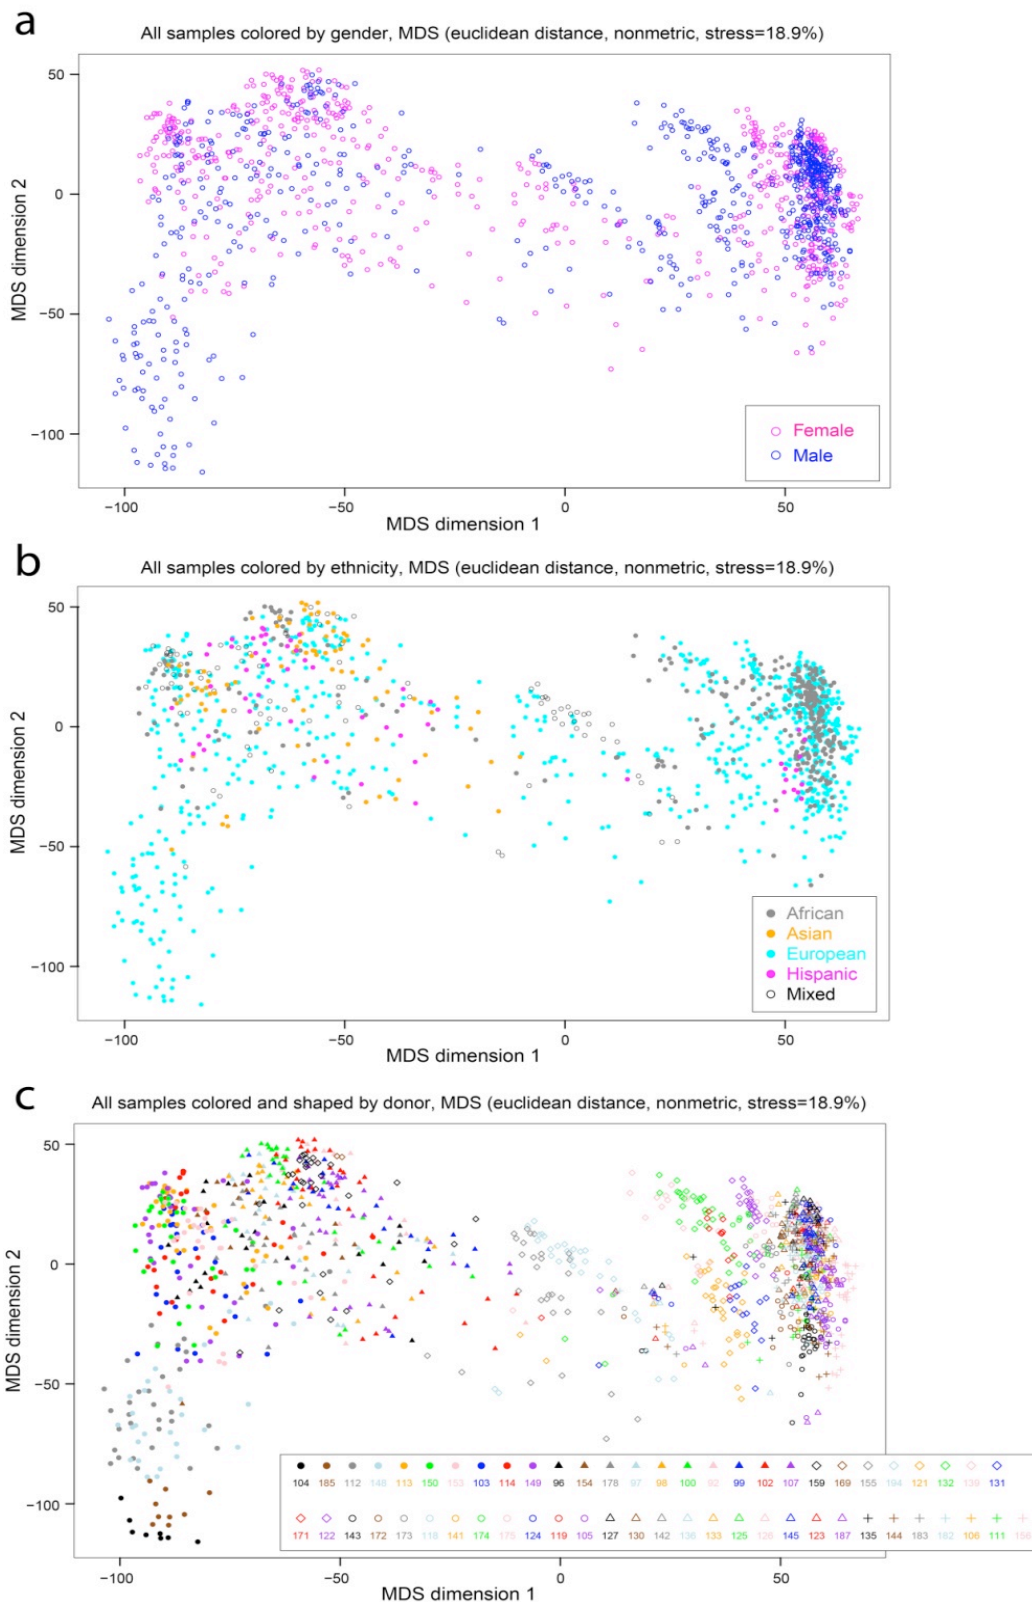 a
All samples colored by gender, MDS (euclidean distance, nonmetric, stress=18.9%)
50
0
−50
−100
MDS dimension 2
Female
Male
−100
−50
0
50
MDS dimension 1
b
All samples colored by ethnicity, MDS (euclidean distance, nonmetric, stress=18.9%)
50
0
−50
−100
MDS dimension 2
African
Asian
European
Hispanic
Mixed
−100
−50
0
50
MDS dimension 1
c
All samples colored and shaped by donor, MDS (euclidean distance, nonmetric, stress=18.9%)
50
0
−50
−100
MDS dimension 2
104 185 112 148 113 150 153 103 114 149 96 154 178 97 98 100 92 99 102 107 159 169 155 194 121 132 139 131
171 122 143 172 173 118 141 174 175 124 119 105 127 130 142 136 133 125 126 145 123 187 135 144 183 182 106 111 156
−100
−50
0
50
MDS dimension 1